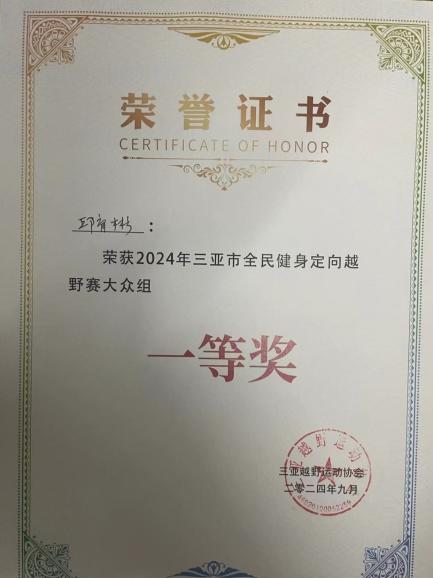 荣誉证书
CERTIFICATE OF HONOR
荣获2024年三亚市全民健身定向越
野赛大众组
一等奖
三亚越野运动协会
二零二四年九月